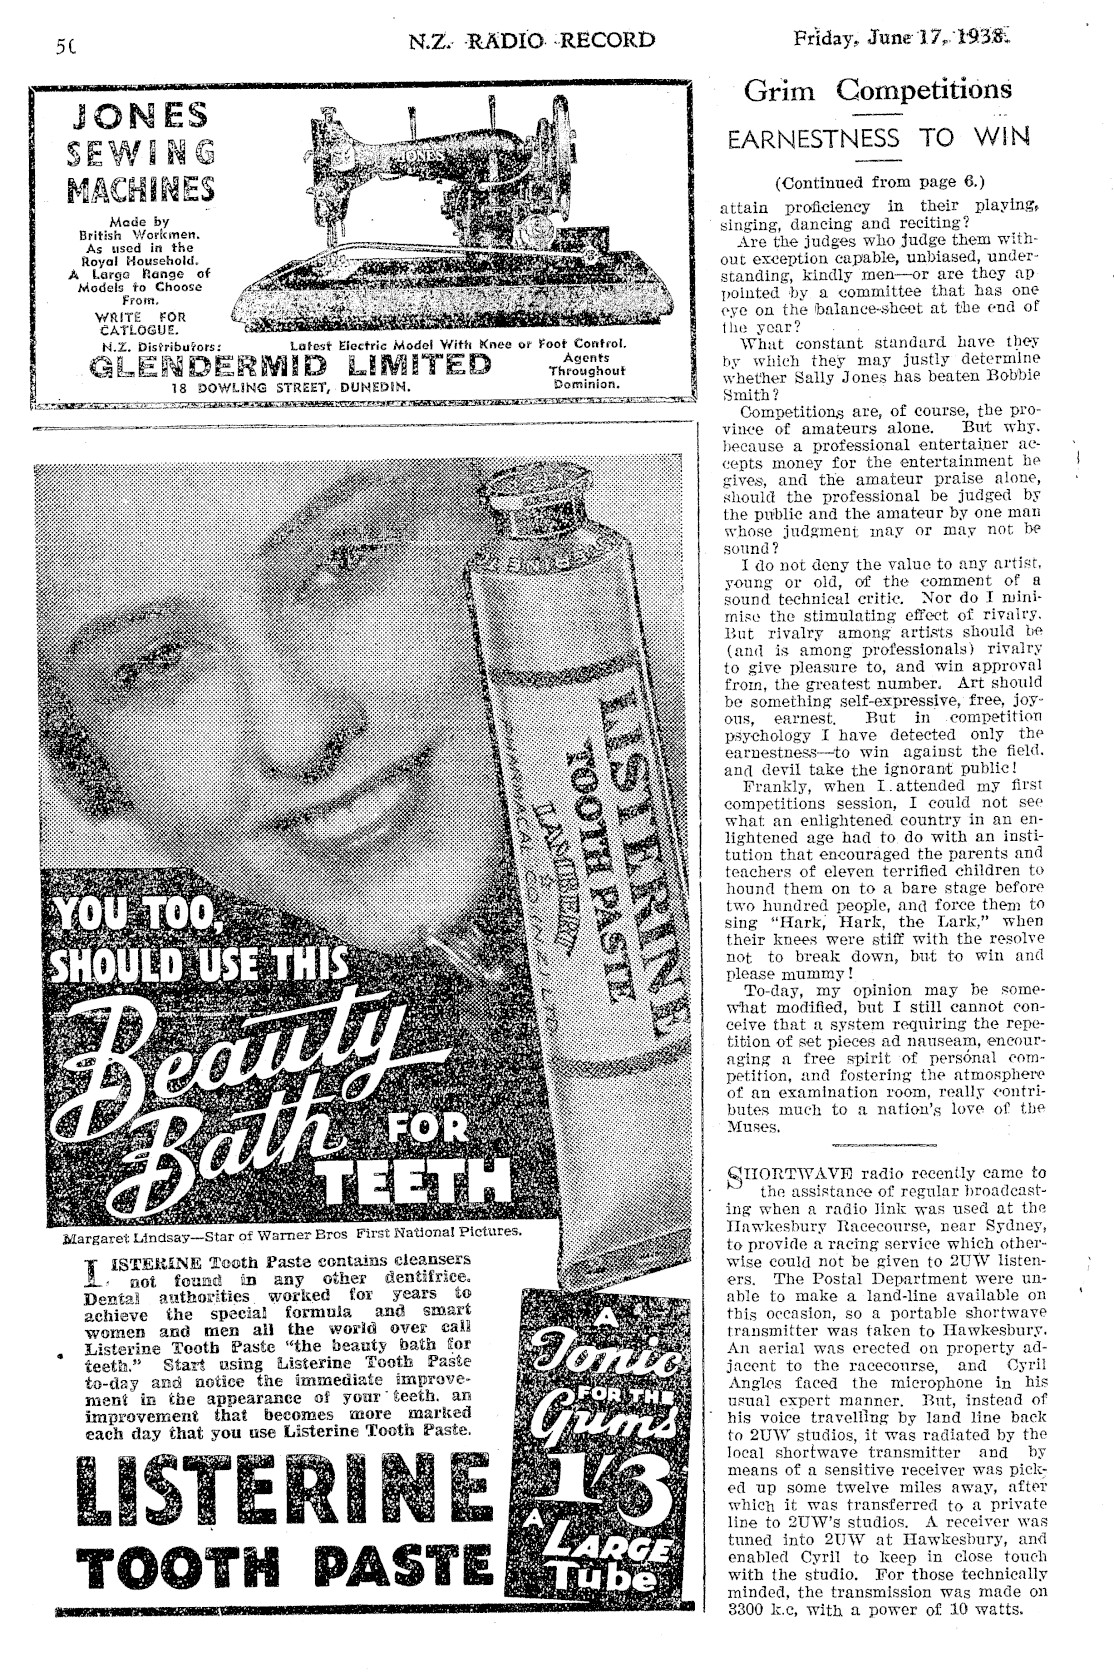 5(
N.Z. RADIO RECORD
Friday, June 17, 1938.
JONES
SEWING
MACHINES
Made by
British Workmen.
As used in the
Royal Household.
A Large Range of
Models to Choose
From.
WRITE FOR
CATLOGUE.
JONES
N.Z. Distributors:
Latest Electric Model With Knee or Foot Control.
GLENDERMID LIMITED
Agents
Throughout
Dominion.
18 DOWLING STREET, DUNEDIN.
LISTERINE
TOOTH PASTE
YOU TOO,
SHOULD USE THIS
Beauty
Bath FOR
TEETH
Margaret Lindsay—Star of Warner Bros First National Pictures.
LISTERINE Tooth Paste contains cleansers
not found in any other dentifrice.
Dental authorities worked for years to
achieve the special formula and smart
women and men all the world over call
Listerine Tooth Paste "the beauty bath for
teeth." Start using Listerine Tooth Paste
to-day and notice the immediate improve-
ment in the appearance of your teeth. an
improvement that becomes more marked
each day that you use Listerine Tooth Paste.
LISTERINE
TOOTH PASTE
A
Tonic
FOR THE
Gums
1/3
A
LARGE
Tube
Grim Competitions
EARNESTNESS TO WIN
(Continued from page 6.)
attain proficiency in their playing,
singing, dancing and reciting?
Are the judges who judge them with-
out exception capable, unbiased, under-
standing, kindly men—or are they ap
pointed by a committee that has one
eye on the balance-sheet at the end of
the year?
What constant standard have they
by which they may justly determine
whether Sally Jones has beaten Bobbie
Smith?
Competitions are, of course, the pro-
vince of amateurs alone. But why.
because a professional entertainer ac-
cepts money for the entertainment he
gives, and the amateur praise alone,
should the professional be judged by
the public and the amateur by one man
whose judgment may or may not be
sound?
I do not deny the value to any artist,
young or old, of the comment of a
sound technical critic. Nor do I mini-
mise the stimulating effect of rivalry.
But rivalry among artists should be
(and is among professionals) rivalry
to give pleasure to, and win approval
from, the greatest number. Art should
be something self-expressive, free, joy-
ous, earnest. But in competition
psychology I have detected only the
earnestness—to win against the field.
and devil take the ignorant public!
Frankly, when I attended my first
competitions session, I could not see
what an enlightened country in an en-
lightened age had to do with an insti-
tution that encouraged the parents and
teachers of eleven terrified children to
hound them on to a bare stage before
two hundred people, and force them to
sing "Hark, Hark, the Lark," when
their knees were stiff with the resolve
not to break down, but to win and
please mummy!
To-day, my opinion may be some-
what modified, but I still cannot con-
ceive that a system requiring the repe-
tition of set pieces ad nauseam, encour-
aging a free spirit of personal com-
petition, and fostering the atmosphere
of an examination room, really contri-
butes much to a nation's love of the
Muses.
SHORTWAVE radio recently came to
the assistance of regular broadcast-
ing when a radio link was used at the
Hawkesbury Racecourse, near Sydney,
to provide a racing service which other-
wise could not be given to 2UW listen-
ers. The Postal Department were un-
able to make a land-line available on
this occasion, so a portable shortwave
transmitter was taken to Hawkesbury.
An aerial was erected on property ad-
jacent to the racecourse, and Cyril
Angles faced the microphone in his
usual expert manner. But, instead of
his voice travelling by land line back
to 2UW studios, it was radiated by the
local shortwave transmitter and by
means of a sensitive receiver was pick-
ed up some twelve miles away, after
which it was transferred to a private
line to 2UW's studios. A receiver was
tuned into 2UW at Hawkesbury, and
enabled Cyril to keep in close touch
with the studio. For those technically
minded, the transmission was made on
3300 k.c, with a power of 10 watts.